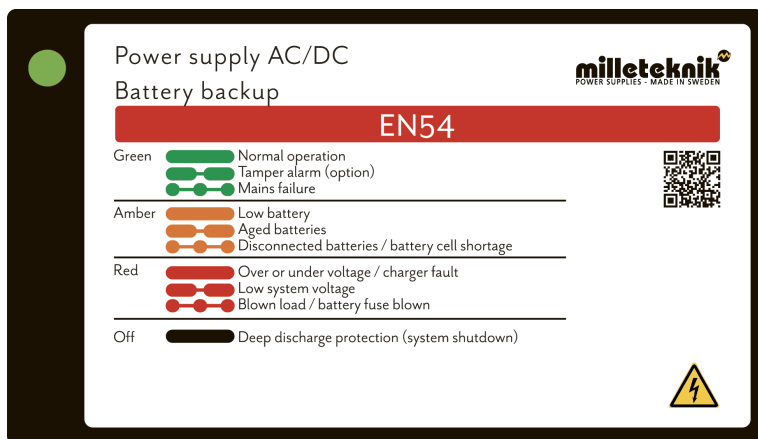 Power supply AC/DC
Battery backup
milleteknik
POWER SUPPLIES - MADE IN SWEDEN
EN54
Green
Normal operation
Tamper alarm (option)
Mains failure
Amber
Low battery
Aged batteries
Disconnected batteries / battery cell shortage
Red
Over or under voltage / charger fault
Low system voltage
Blown load / battery fuse blown
Off
Deep discharge protection (system shutdown)